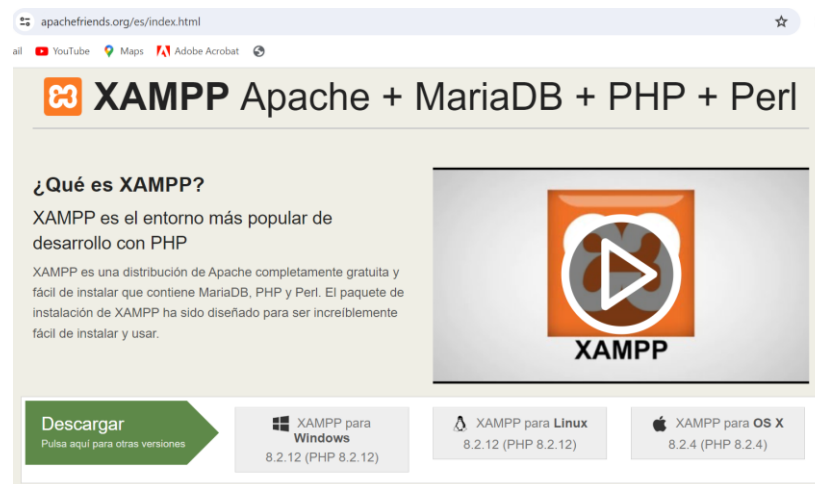 apachefriends.org/es/index.html
ail YouTube Maps Adobe Acrobat
XAMPP Apache + MariaDB + PHP + Perl
¿Qué es XAMPP?
XAMPP es el entorno más popular de
desarrollo con PHP
XAMPP es una distribución de Apache completamente gratuita y
fácil de instalar que contiene MariaDB, PHP y Perl. El paquete de
instalación de XAMPP ha sido diseñado para ser increíblemente
fácil de instalar y usar.
XAMPP
Descargar
Pulsa aquí para otras versiones
XAMPP para
Windows
8.2.12 (PHP 8.2.12)
XAMPP para Linux
8.2.12 (PHP 8.2.12)
XAMPP para OS X
8.2.4 (PHP 8.2.4)